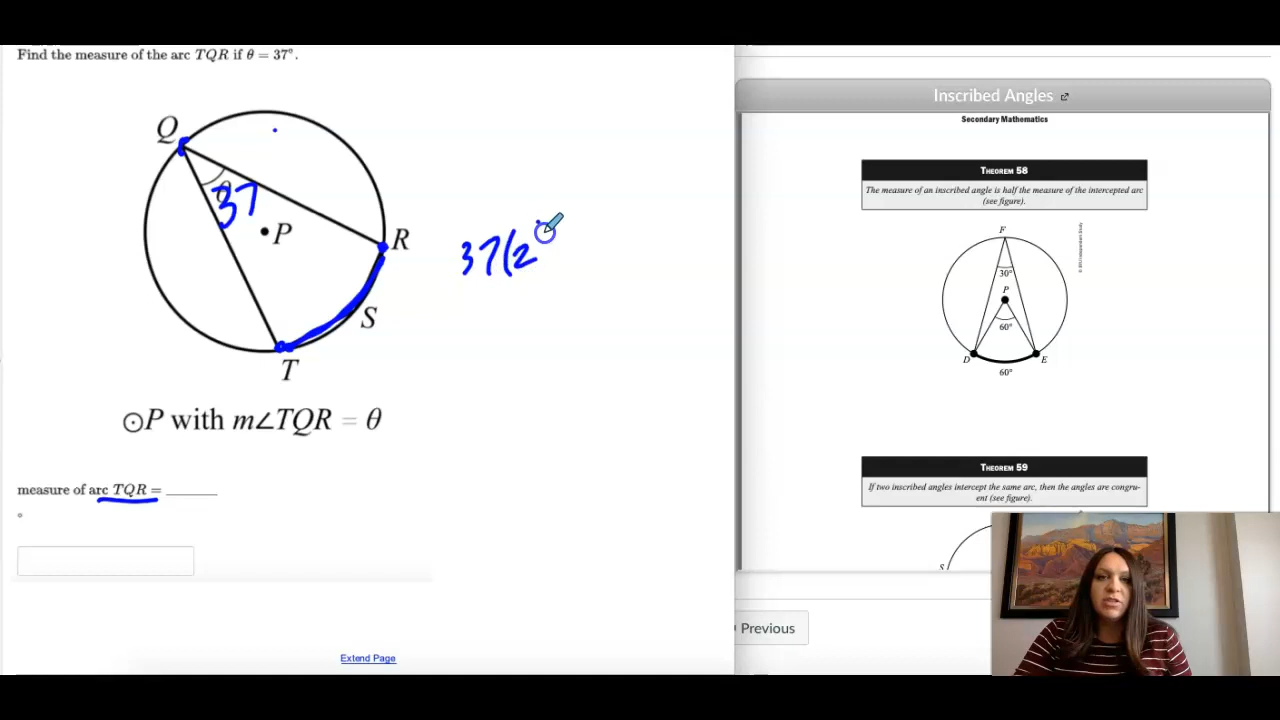 Find the measure of the arc TQR if θ = 37°.
Q
θ
37
P
R
S
T
37(2
⊙P with m∠TQR = θ
measure of arc TQR = ______
°
Extend Page
Inscribed Angles
Secondary Mathematics
THEOREM 58
The measure of an inscribed angle is half the measure of the intercepted arc
(see figure).
F
30°
P
60°
D
E
60°
THEOREM 59
If two inscribed angles intercept the same arc, then the angles are congru-
ent (see figure).
S
Previous